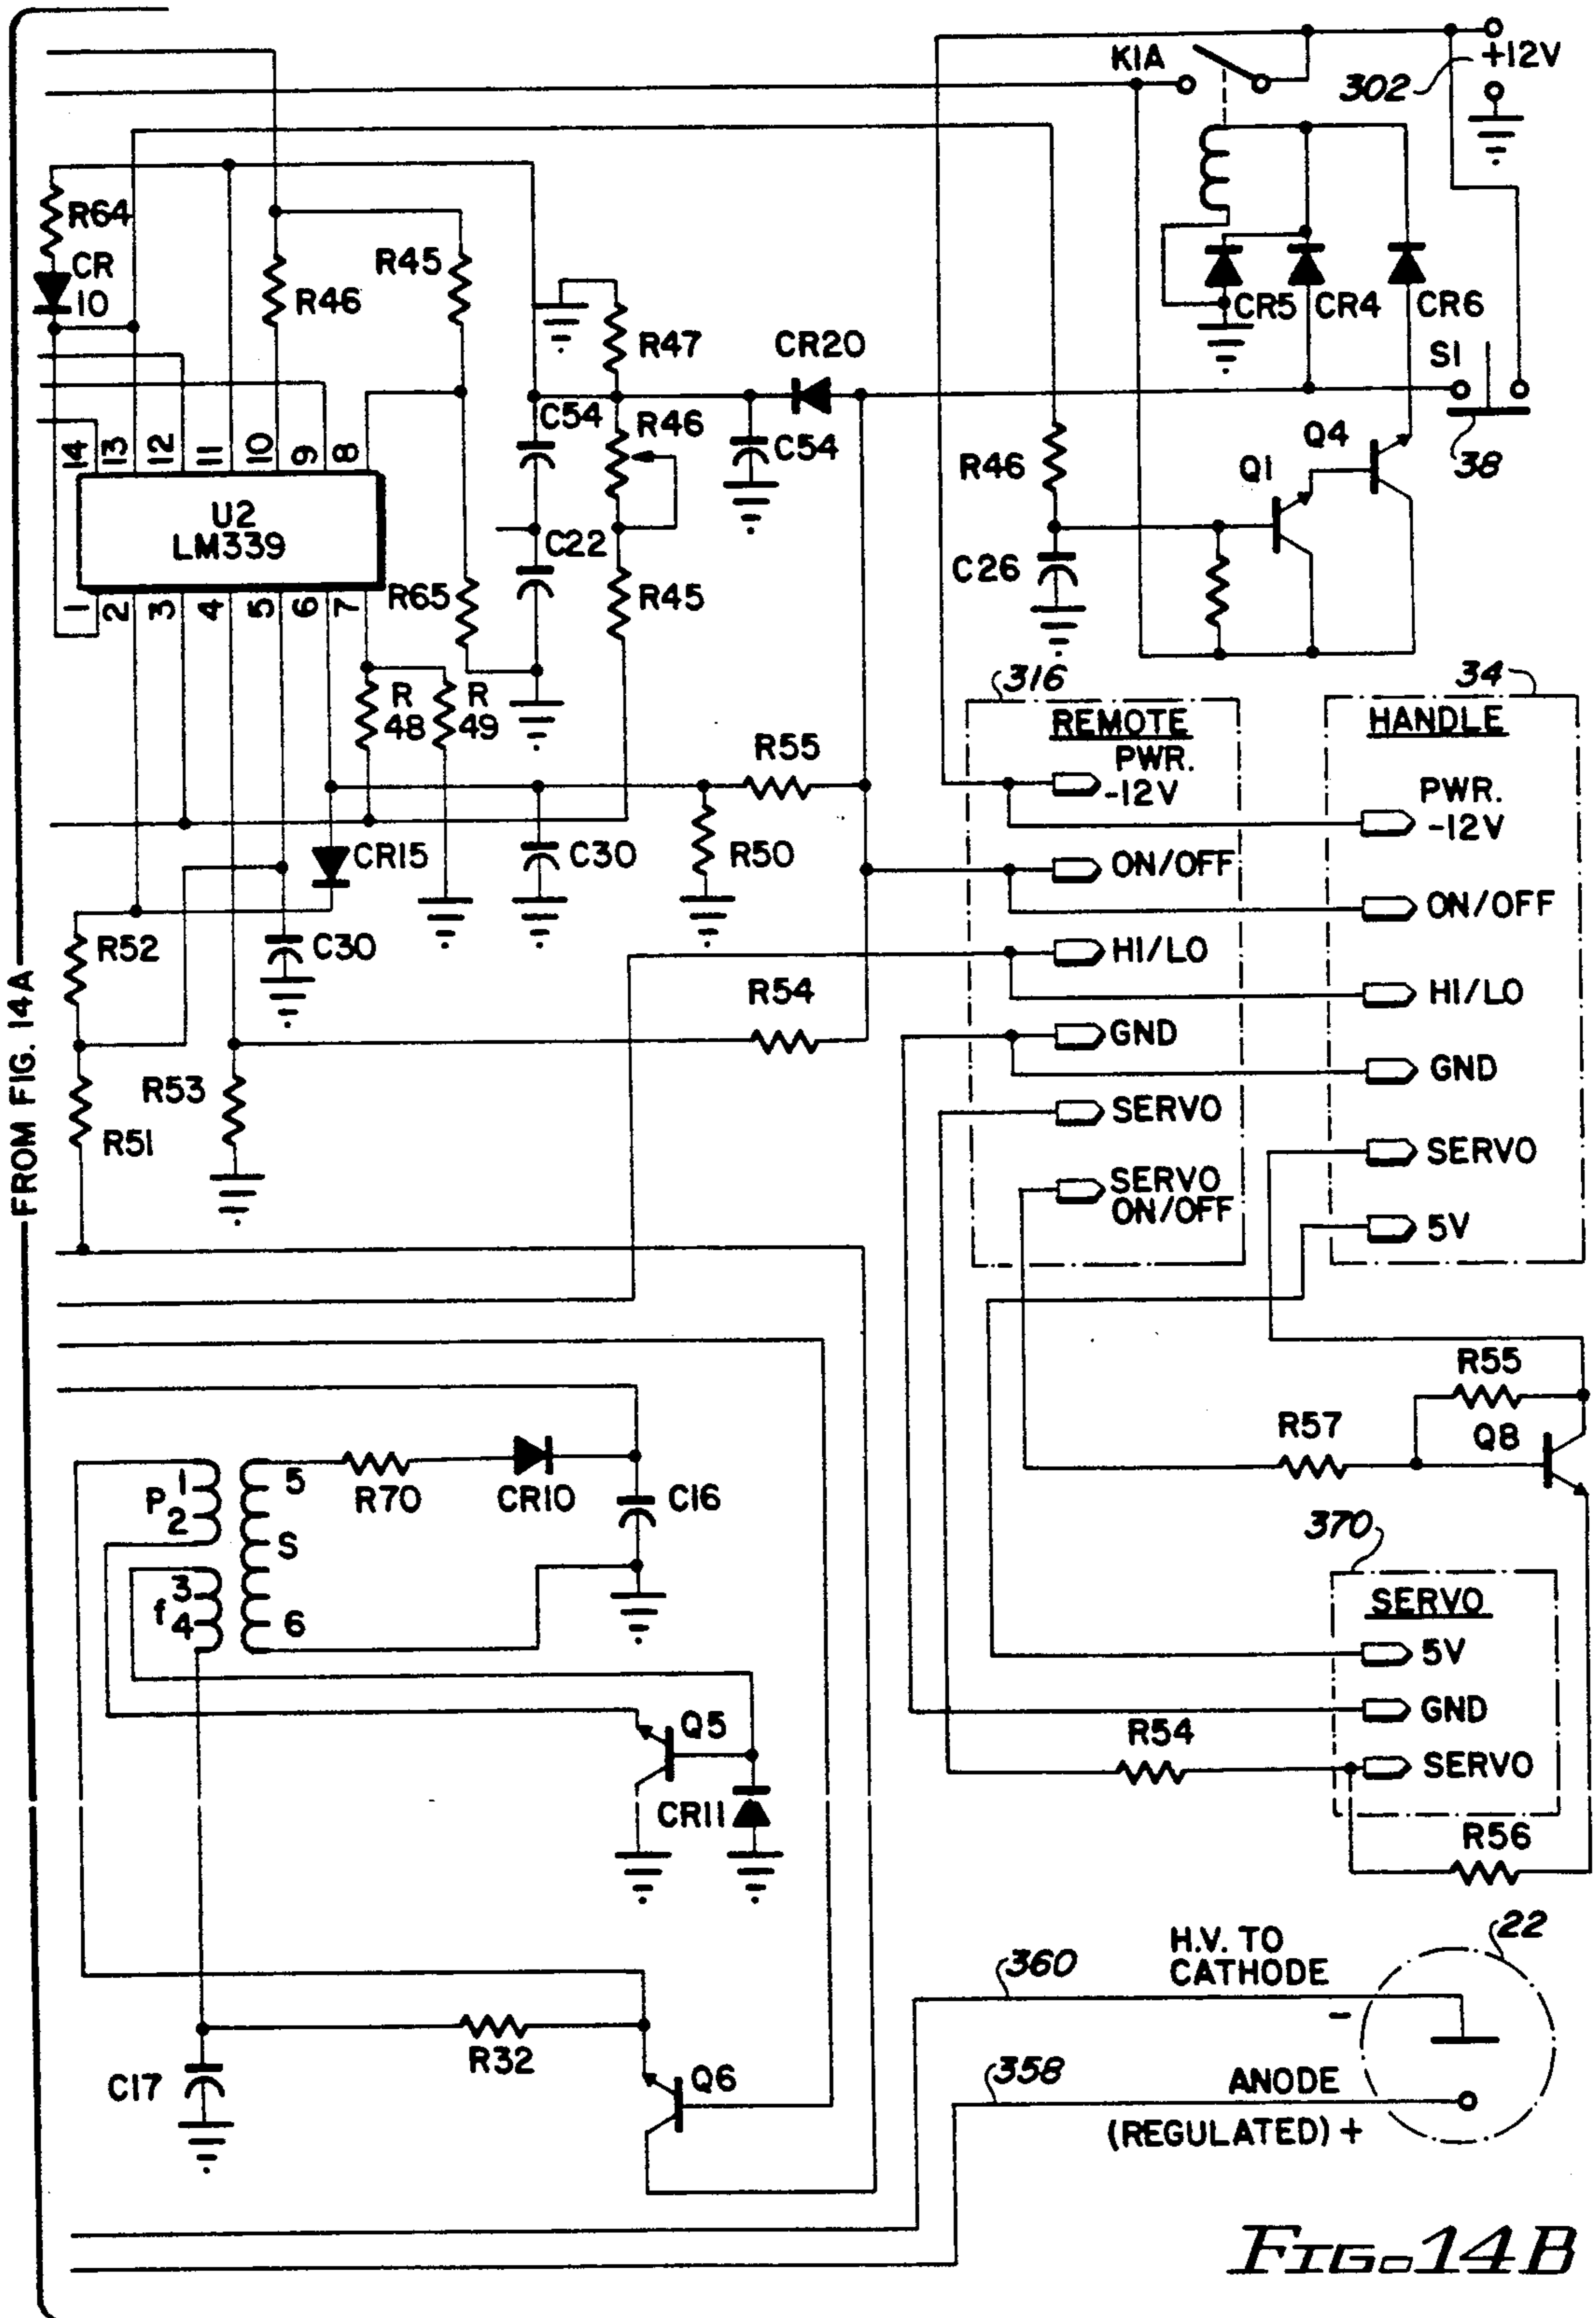 K1A
+12V
302
R64
CR
10
R46
R45
R47
CR20
CR5
CR4
CR6
S1
38
C54
R46
C54
R46
Q1
Q4
14
13
12
11
10
9
8
U2
LM339
1
2
3
4
5
6
7
R65
C22
R45
C26
R
48
R
49
R55
316
34
REMOTE
PWR.
-12V
ON/OFF
HI/LO
GND
SERVO
SERVO
ON/OFF
HANDLE
PWR.
-12V
ON/OFF
HI/LO
GND
SERVO
5V
CR15
C30
R50
R52
C30
R54
R53
R51
FROM FIG. 14A
R55
R57
Q8
P
1
2
5
S
R70
CR10
C16
f
3
4
6
370
SERVO
5V
GND
SERVO
Q5
CR11
R54
R56
360
H.V. TO
CATHODE
-
22
C17
R32
Q6
358
ANODE
(REGULATED) +
FIG. 14B